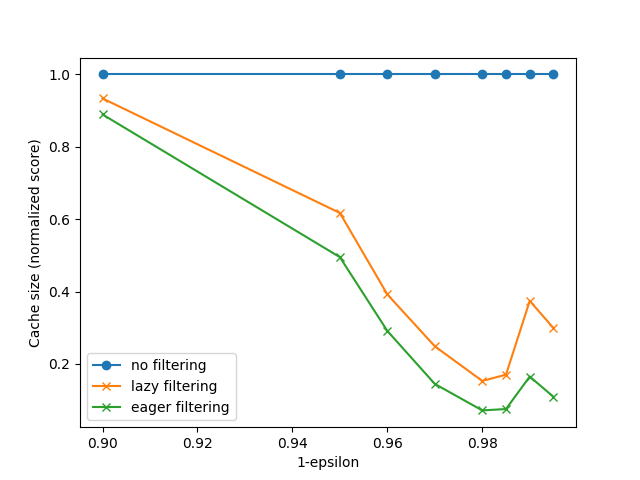 1.0
0.8
0.6
0.4
0.2
Cache size (normalized score)
no filtering
lazy filtering
eager filtering
0.90
0.92
0.94
0.96
0.98
1-epsilon